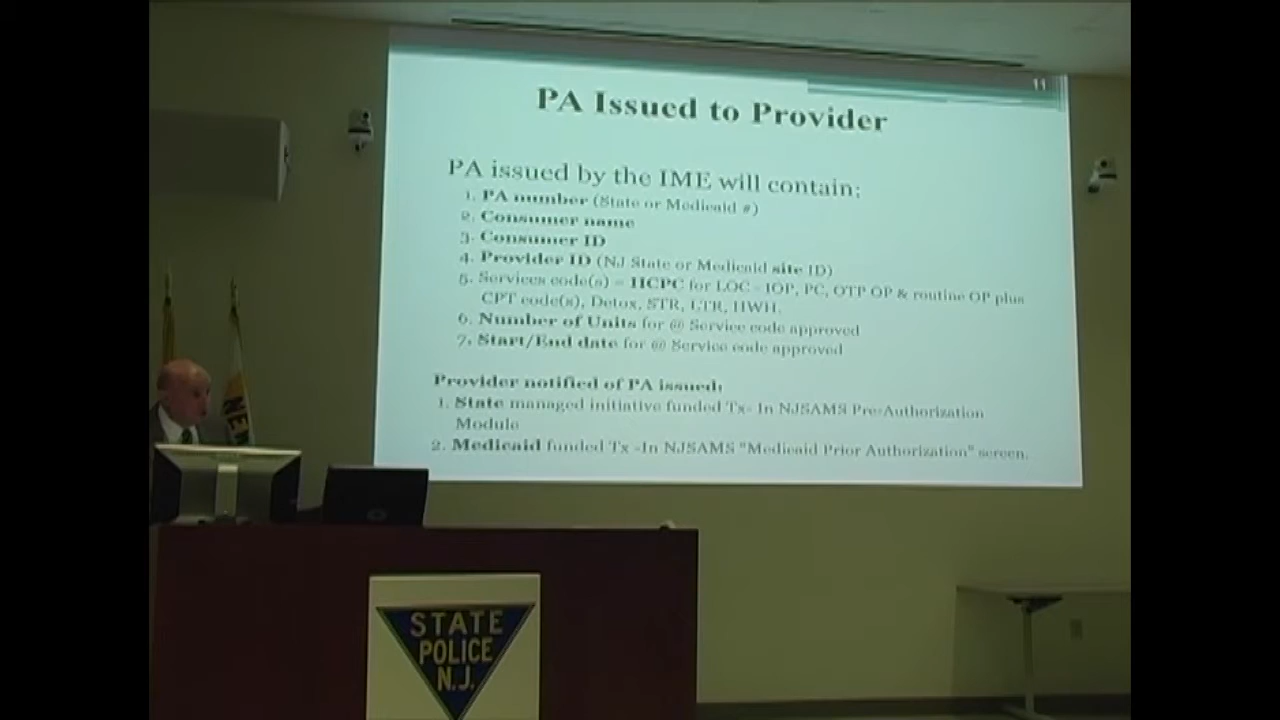 11
PA Issued to Provider
PA issued by the IME will contain:
1. PA number (State or Medicaid #)
2. Consumer name
3. Consumer ID
4. Provider ID (NJ State or Medicaid site ID)
5. Services code(s) – HCPC for LOC - IOP, PC, OTP OP & routine OP plus
CPT code(s), Detox, STR, LTR, HWH.
6. Number of Units for @ Service code approved
7. Start/End date for @ Service code approved
Provider notified of PA issued:
1. State managed initiative funded Tx- In NJSAMS Pre-Authorization
Module
2. Medicaid funded Tx -In NJSAMS "Medicaid Prior Authorization" screen.
STATE
POLICE
N.J.